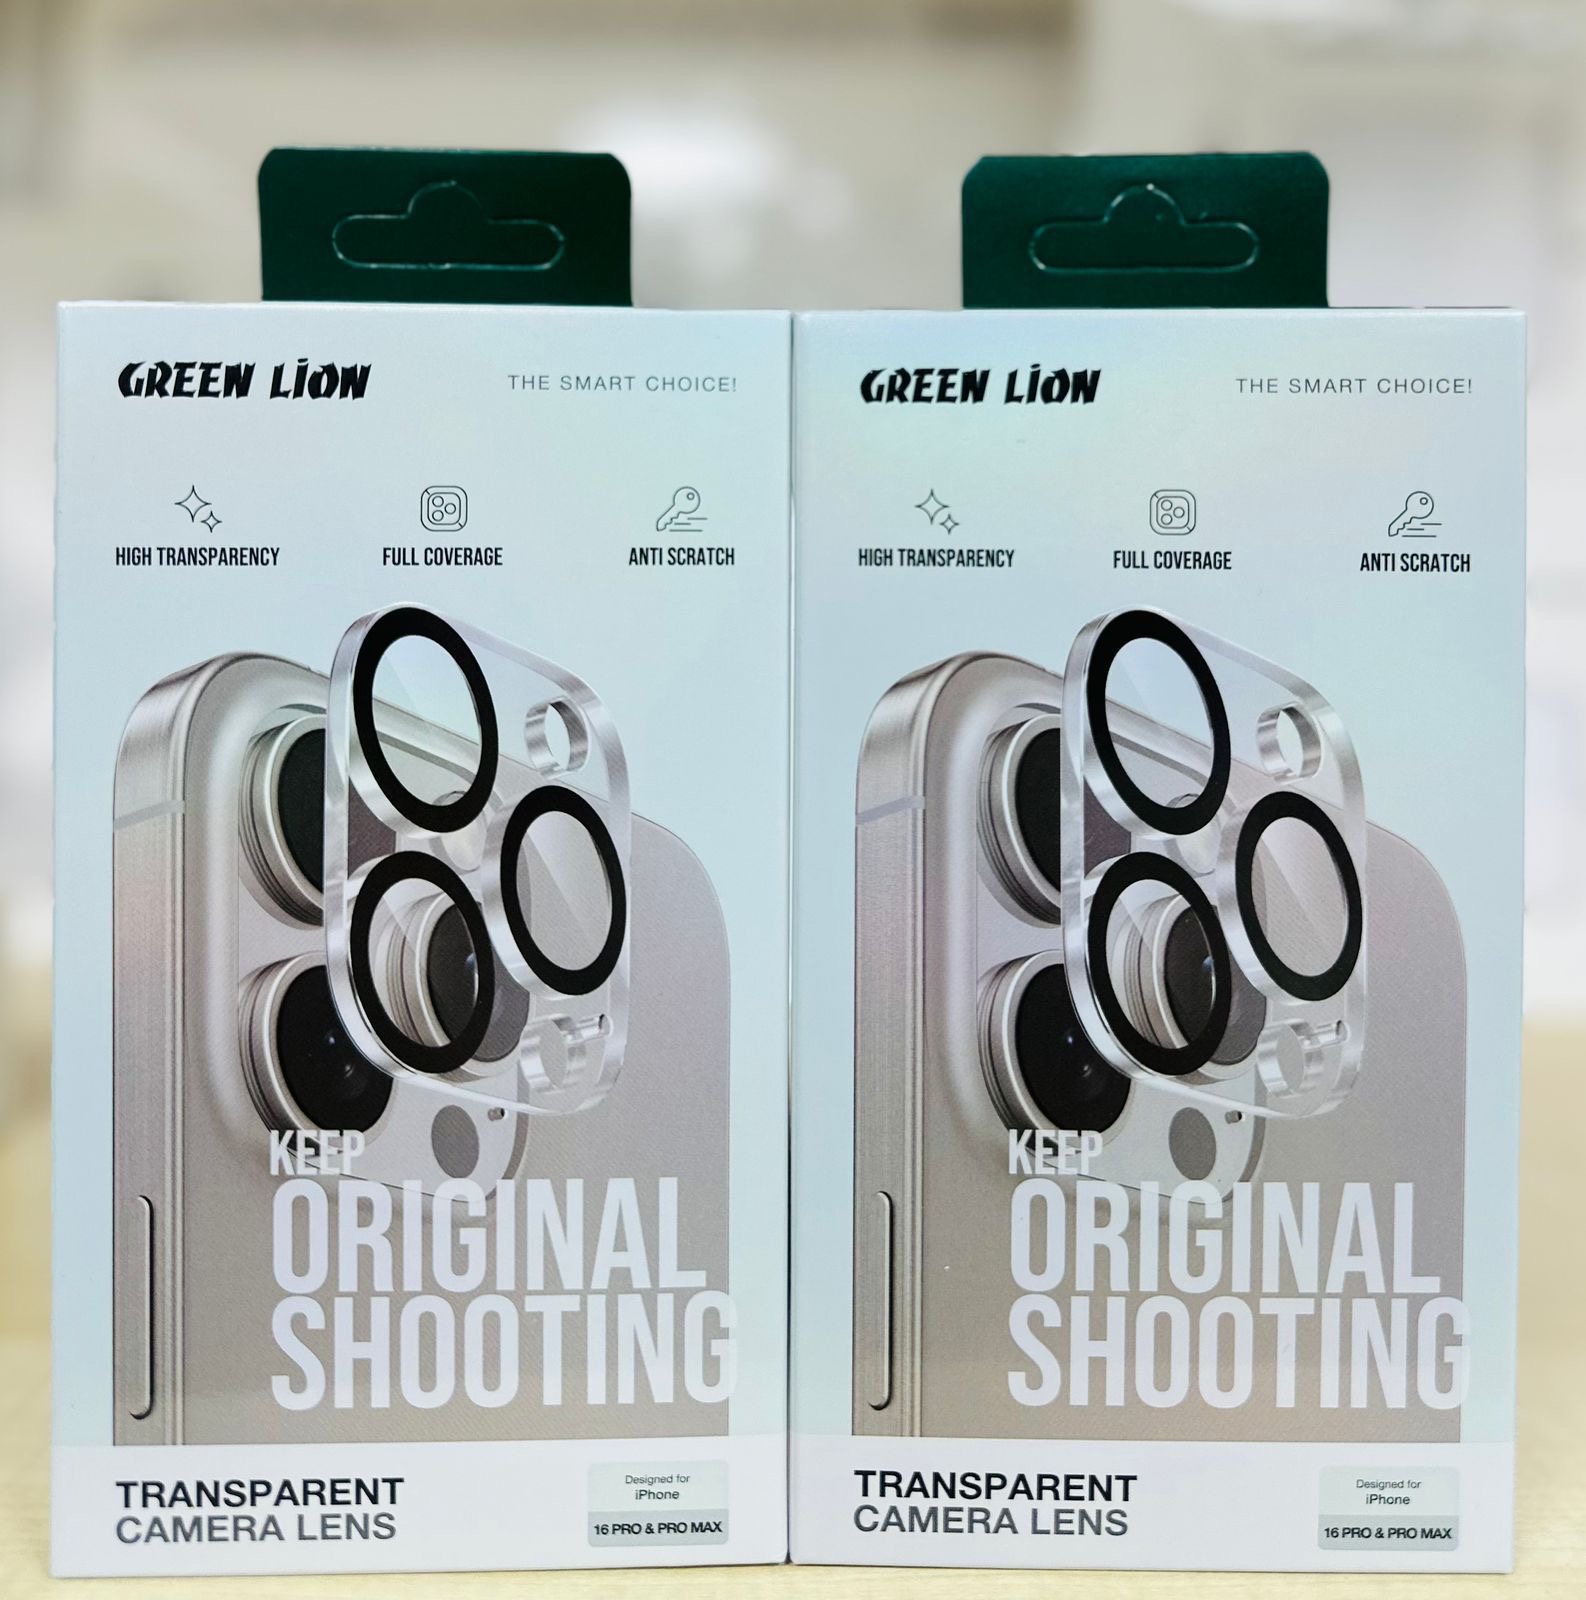 GREEN LiON
THE SMART CHOICE!
HIGH TRANSPARENCY
FULL COVERAGE
ANTI SCRATCH
KEEP
ORIGINAL
SHOOTING
TRANSPARENT
CAMERA LENS
Designed for
iPhone
16 PRO & PRO MAX
GREEN LiON
THE SMART CHOICE!
HIGH TRANSPARENCY
FULL COVERAGE
ANTI SCRATCH
KEEP
ORIGINAL
SHOOTING
TRANSPARENT
CAMERA LENS
Designed for
iPhone
16 PRO & PRO MAX